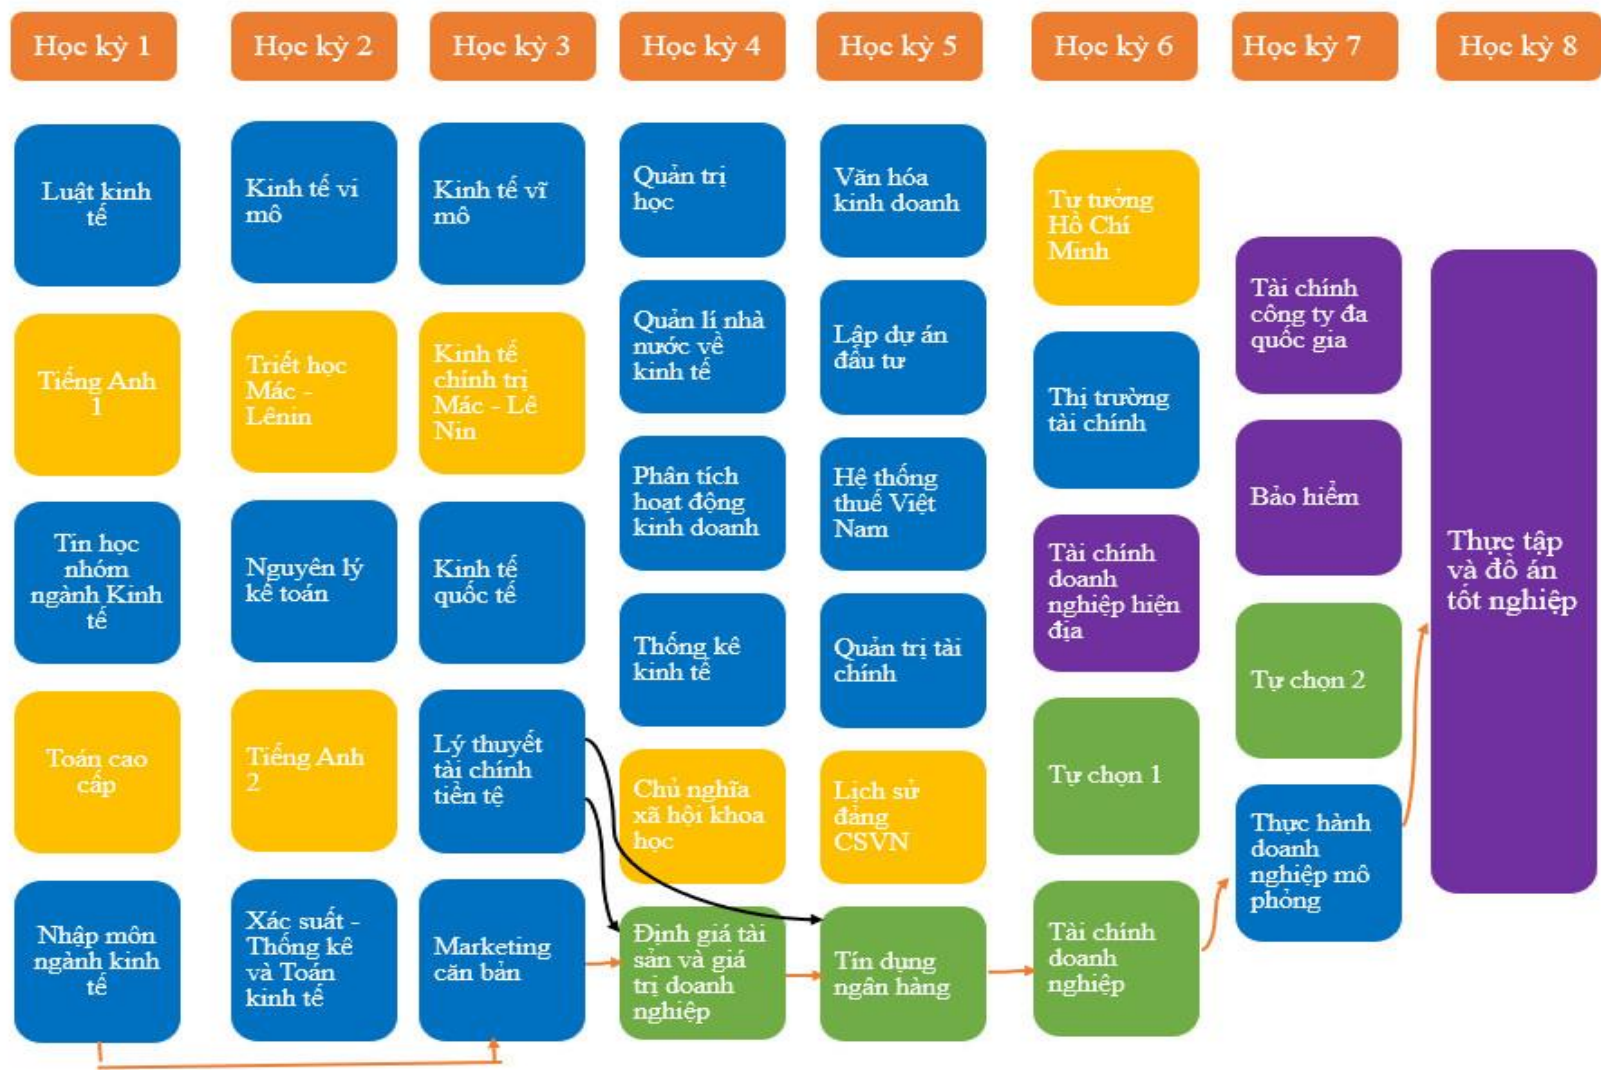 Học kỳ 1
Học kỳ 2
Học kỳ 3
Học kỳ 4
Học kỳ 5
Học kỳ 6
Học kỳ 7
Học kỳ 8
Luật kinh
tế
Tiếng Anh
1
Tin học
nhóm
ngành Kinh
tế
Toán cao
cấp
Nhập môn
ngành kinh
tế
Kinh tế vi
mô
Triết học
Mác -
Lênin
Nguyên lý
kế toán
Tiếng Anh
2
Xác suất -
Thống kê
và Toán
kinh tế
Kinh tế vĩ
mô
Kinh tế
chính trị
Mác - Lê
Nin
Kinh tế
quốc tế
Lý thuyết
tài chính
tiền tệ
Marketing
căn bản
Quản trị
học
Quản lí nhà
nước về
kinh tế
Phân tích
hoạt động
kinh doanh
Thống kê
kinh tế
Chủ nghĩa
xã hội khoa
học
Định giá tài
sản và giá
trị doanh
nghiệp
Văn hóa
kinh doanh
Lập dự án
đầu tư
Hệ thống
thuế Việt
Nam
Quản trị tài
chính
Lịch sử
đảng
CSVN
Tín dụng
ngân hàng
Tư tưởng
Hồ Chí
Minh
Thị trường
tài chính
Tài chính
doanh
nghiệp hiện
địa
Tự chọn 1
Tài chính
doanh
nghiệp
Tài chính
công ty đa
quốc gia
Bảo hiểm
Tự chọn 2
Thực hành
doanh
nghiệp mô
phỏng
Thực tập
và đồ án
tốt nghiệp